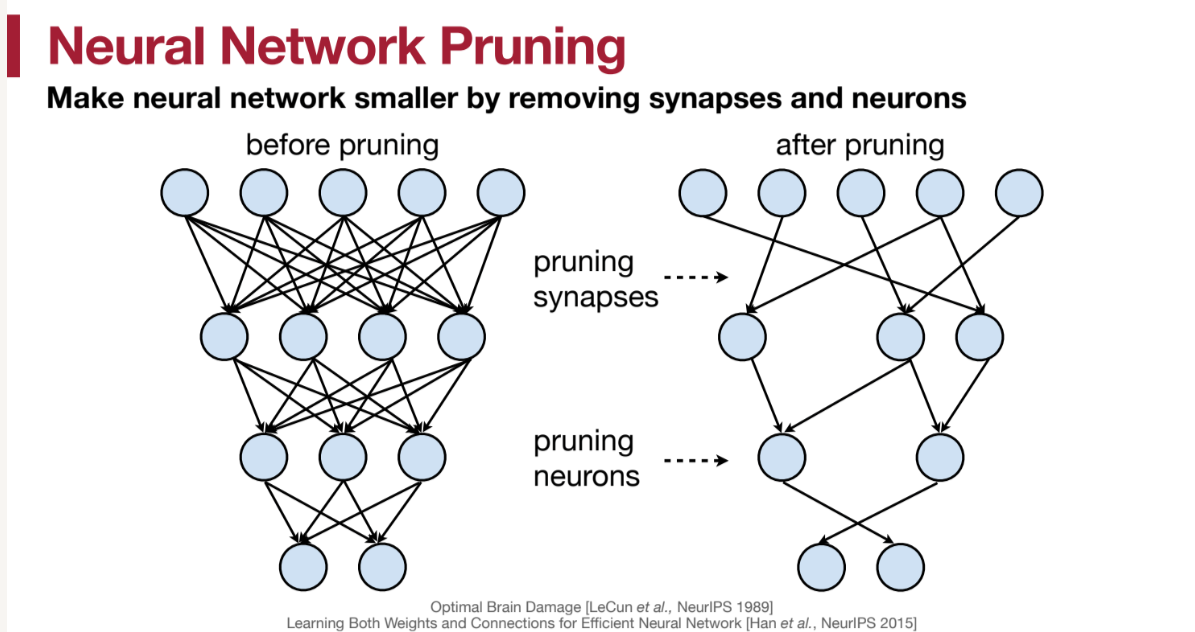 Neural Network Pruning
Make neural network smaller by removing synapses and neurons
before pruning
after pruning
pruning
synapses
pruning
neurons
Optimal Brain Damage [LeCun et al., NeurIPS 1989]
Learning Both Weights and Connections for Efficient Neural Network [Han et al., NeurIPS 2015]